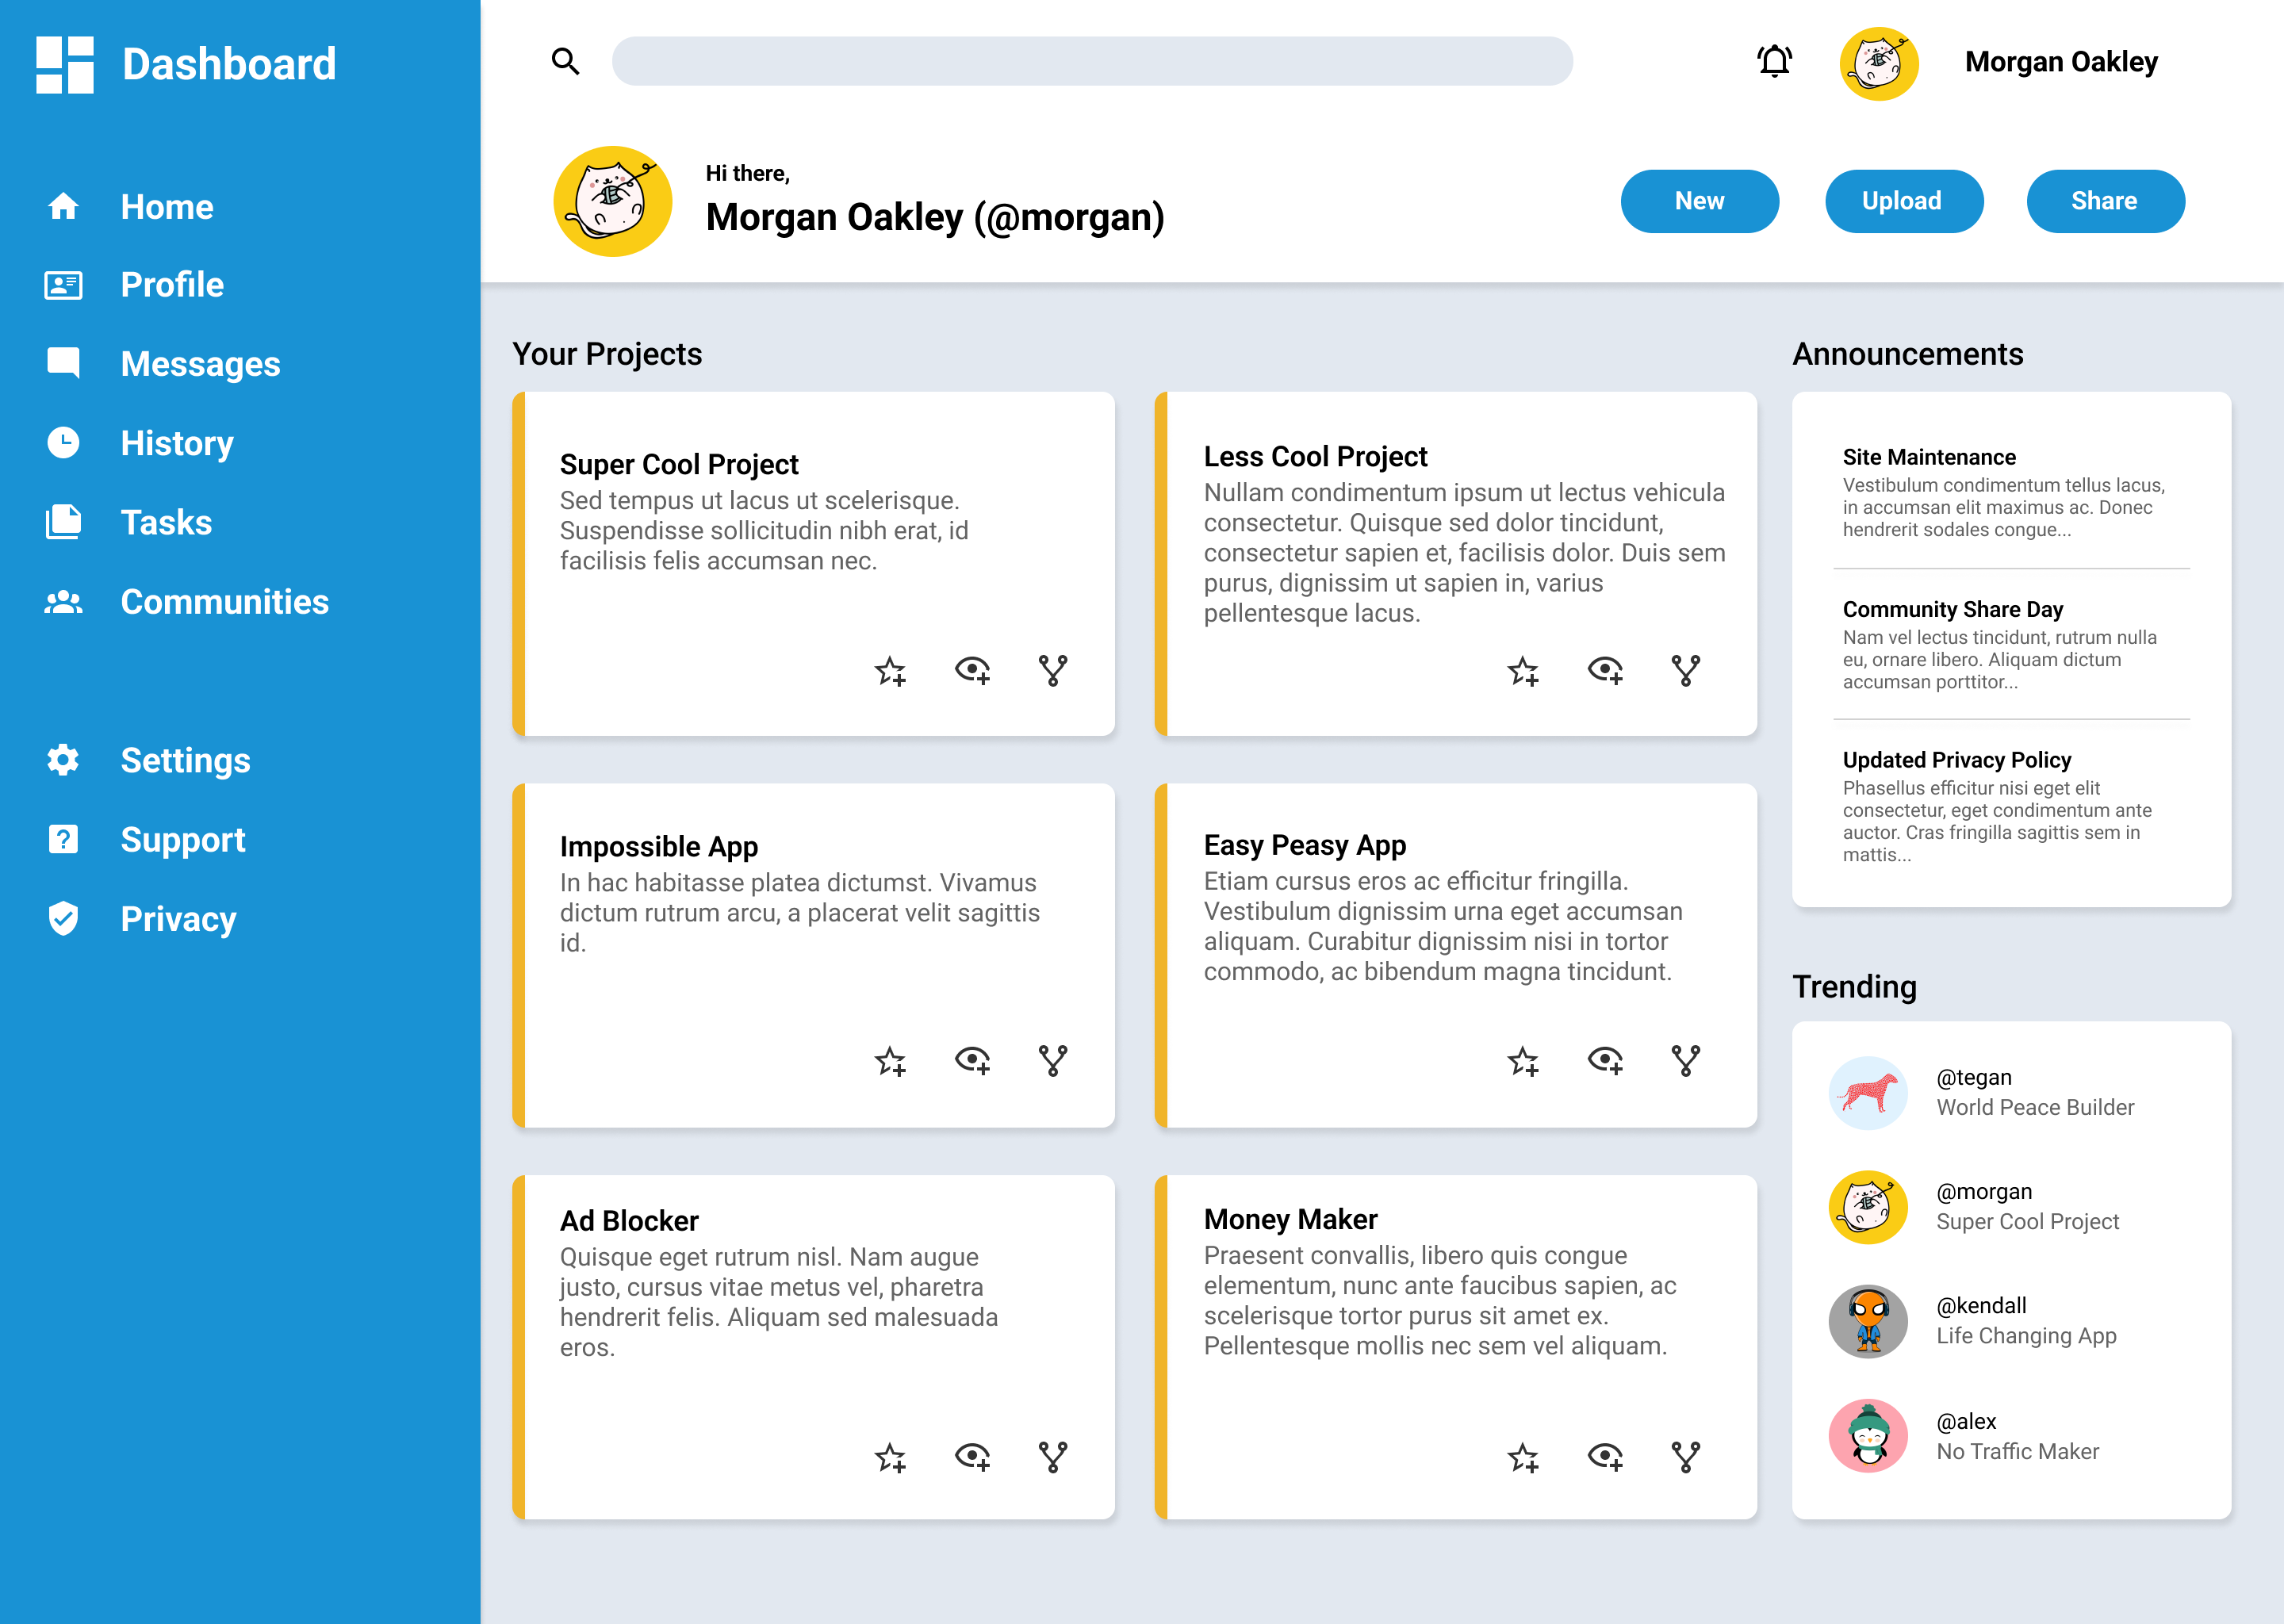 Dashboard
Home
Profile
Messages
History
Tasks
Communities
Settings
Support
Privacy
Morgan Oakley
Hi there,
Morgan Oakley (@morgan)
New
Upload
Share
Your Projects
Super Cool Project
Sed tempus ut lacus ut scelerisque.
Suspendisse sollicitudin nibh erat, id
facilisis felis accumsan nec.
Less Cool Project
Nullam condimentum ipsum ut lectus vehicula
consectetur. Quisque sed dolor tincidunt,
consectetur sapien et, facilisis dolor. Duis sem
purus, dignissim ut sapien in, varius
pellentesque lacus.
Impossible App
In hac habitasse platea dictumst. Vivamus
dictum rutrum arcu, a placerat velit sagittis
id.
Easy Peasy App
Etiam cursus eros ac efficitur fringilla.
Vestibulum dignissim urna eget accumsan
aliquam. Curabitur dignissim nisi in tortor
commodo, ac bibendum magna tincidunt.
Ad Blocker
Quisque eget rutrum nisl. Nam augue
justo, cursus vitae metus vel, pharetra
hendrerit felis. Aliquam sed malesuada
eros.
Money Maker
Praesent convallis, libero quis congue
elementum, nunc ante faucibus sapien, ac
scelerisque tortor purus sit amet ex.
Pellentesque mollis nec sem vel aliquam.
Announcements
Site Maintenance
Vestibulum condimentum tellus lacus,
in accumsan elit maximus ac. Donec
hendrerit sodales congue...
Community Share Day
Nam vel lectus tincidunt, rutrum nulla
eu, ornare libero. Aliquam dictum
accumsan porttitor...
Updated Privacy Policy
Phasellus efficitur nisi eget elit
consectetur, eget condimentum ante
auctor. Cras fringilla sagittis sem in
mattis...
Trending
@tegan
World Peace Builder
@morgan
Super Cool Project
@kendall
Life Changing App
@alex
No Traffic Maker